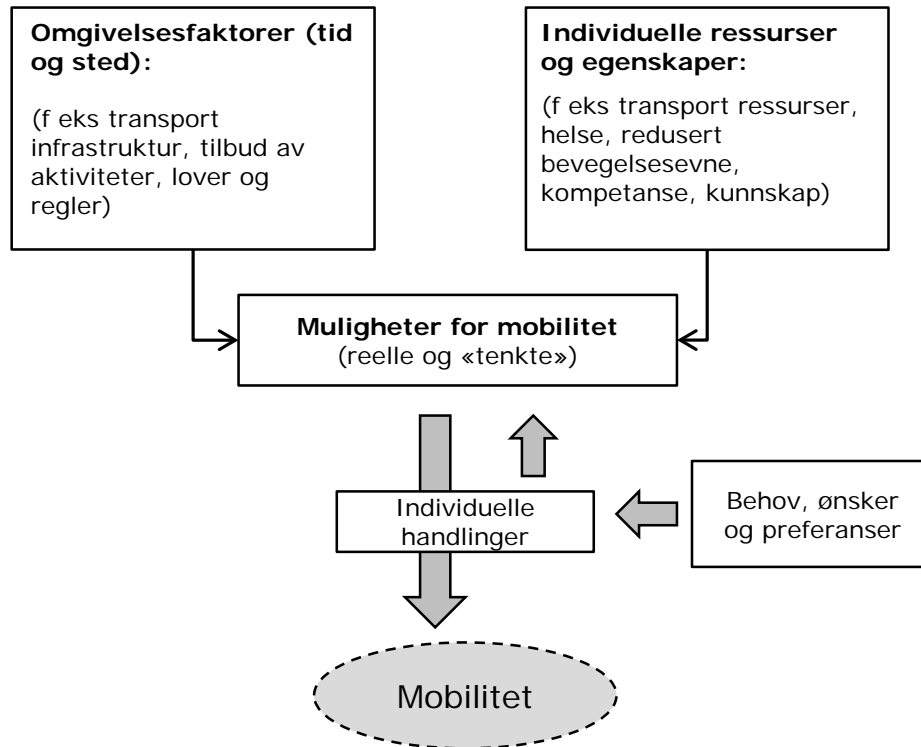 Omgivelsesfaktorer (tid
og sted):
(f eks transport
infrastruktur, tilbud av
aktiviteter, lover og
regler)
Individuelle ressurser
og egenskaper:
(f eks transport ressurser,
helse, redusert
bevegelsesevne,
kompetanse, kunnskap)
Muligheter for mobilitet
(reelle og «tenkte»)
Individuelle
handlinger
Behov, ønsker
og preferanser
Mobilitet